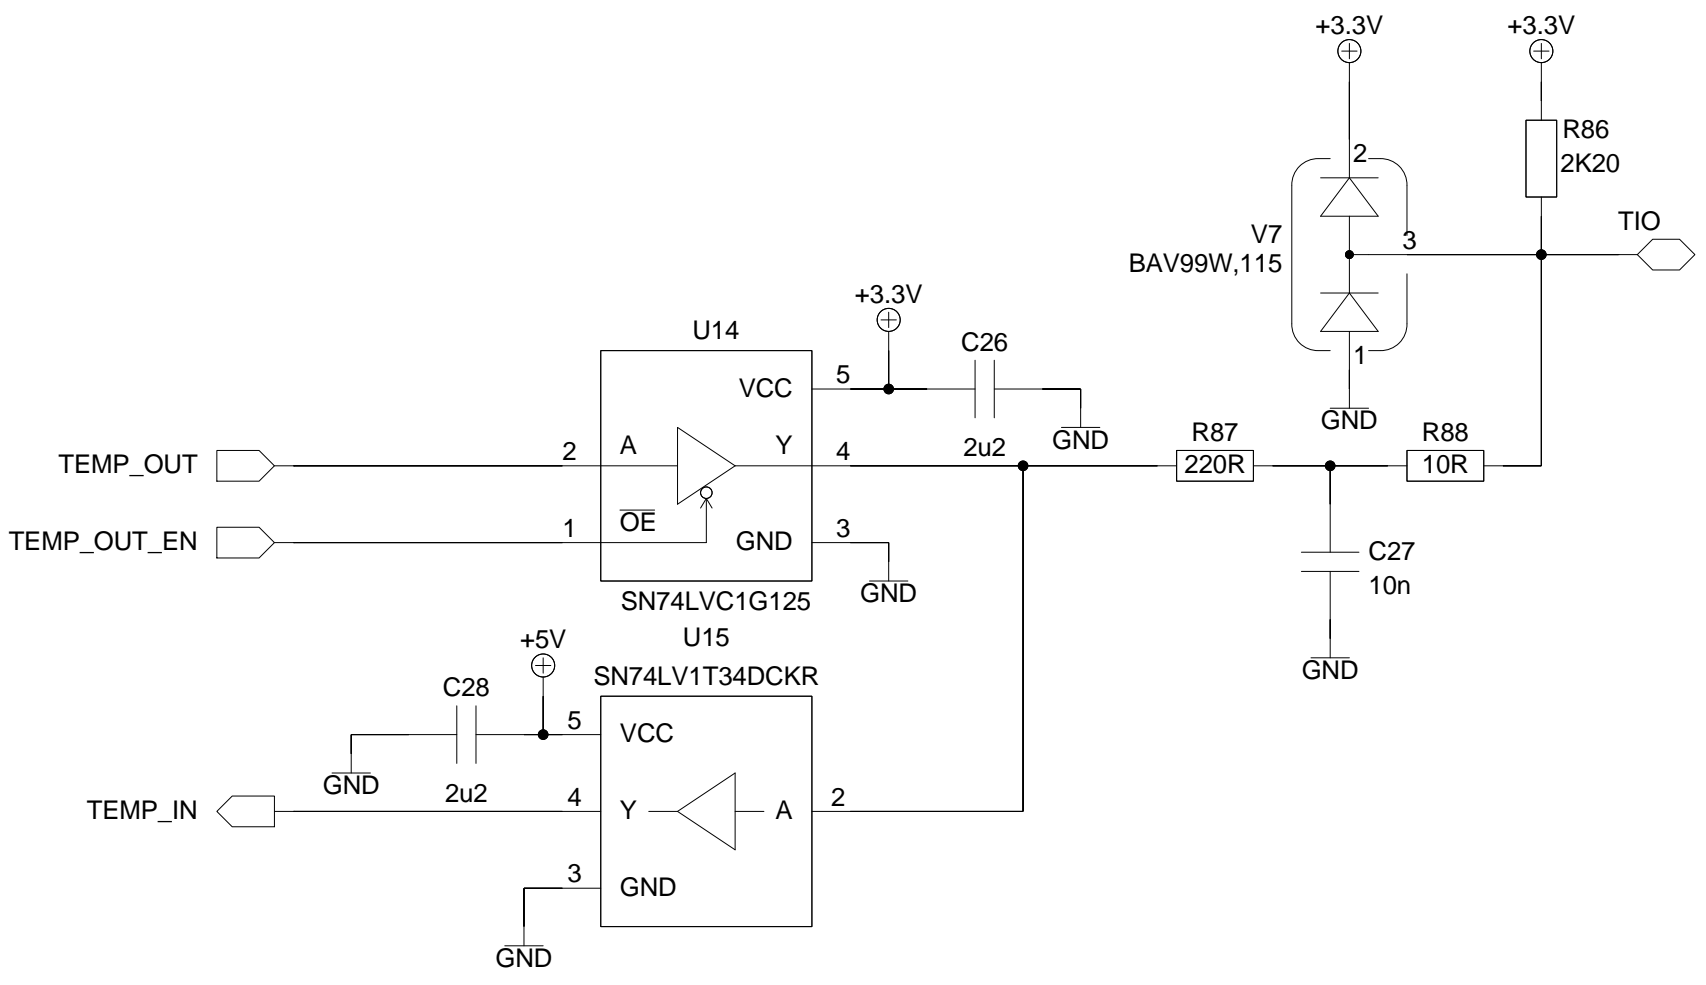 +3.3V
+3.3V
R86
2K20
2
TIO
V7
3
BAV99W,115
+3.3V
U14
C26
1
VCC
5
GND
R87
R88
TEMP_OUT
2
A
Y
4
2u2
GND
220R
10R
TEMP_OUT_EN
1
OE
GND
3
C27
10n
GND
SN74LVC1G125
+5V
U15
SN74LV1T34DCKR
GND
C28
5
VCC
GND
2u2
TEMP_IN
4
Y
A
2
3
GND
GND